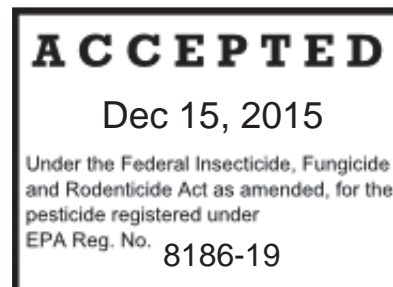 ACCEPTED
Dec 15, 2015
Under the Federal Insecticide, Fungicide
and Rodenticide Act as amended, for the
pesticide registered under
EPA Reg. No. 8186-19